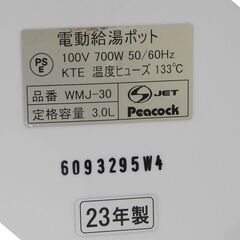 PS
E
電動給湯ポット
100V 700W 50/60Hz
KTE 温度ヒューズ 133℃
品番 WMJ-30
定格容量 3.0L
JET
Peacock
6093295W4
23年製